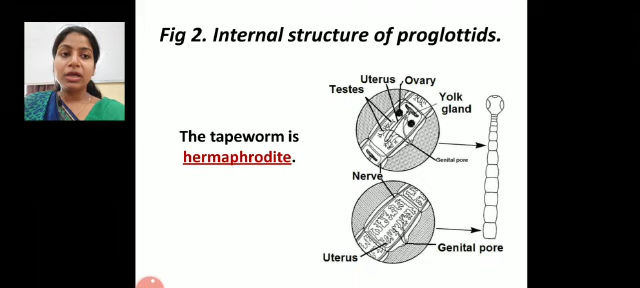 Fig 2. Internal structure of proglottids.
Uterus
Ovary
Testes
Yolk
gland
The tapeworm is
hermaphrodite.
Genital pore
Nerve
Genital pore
Uterus